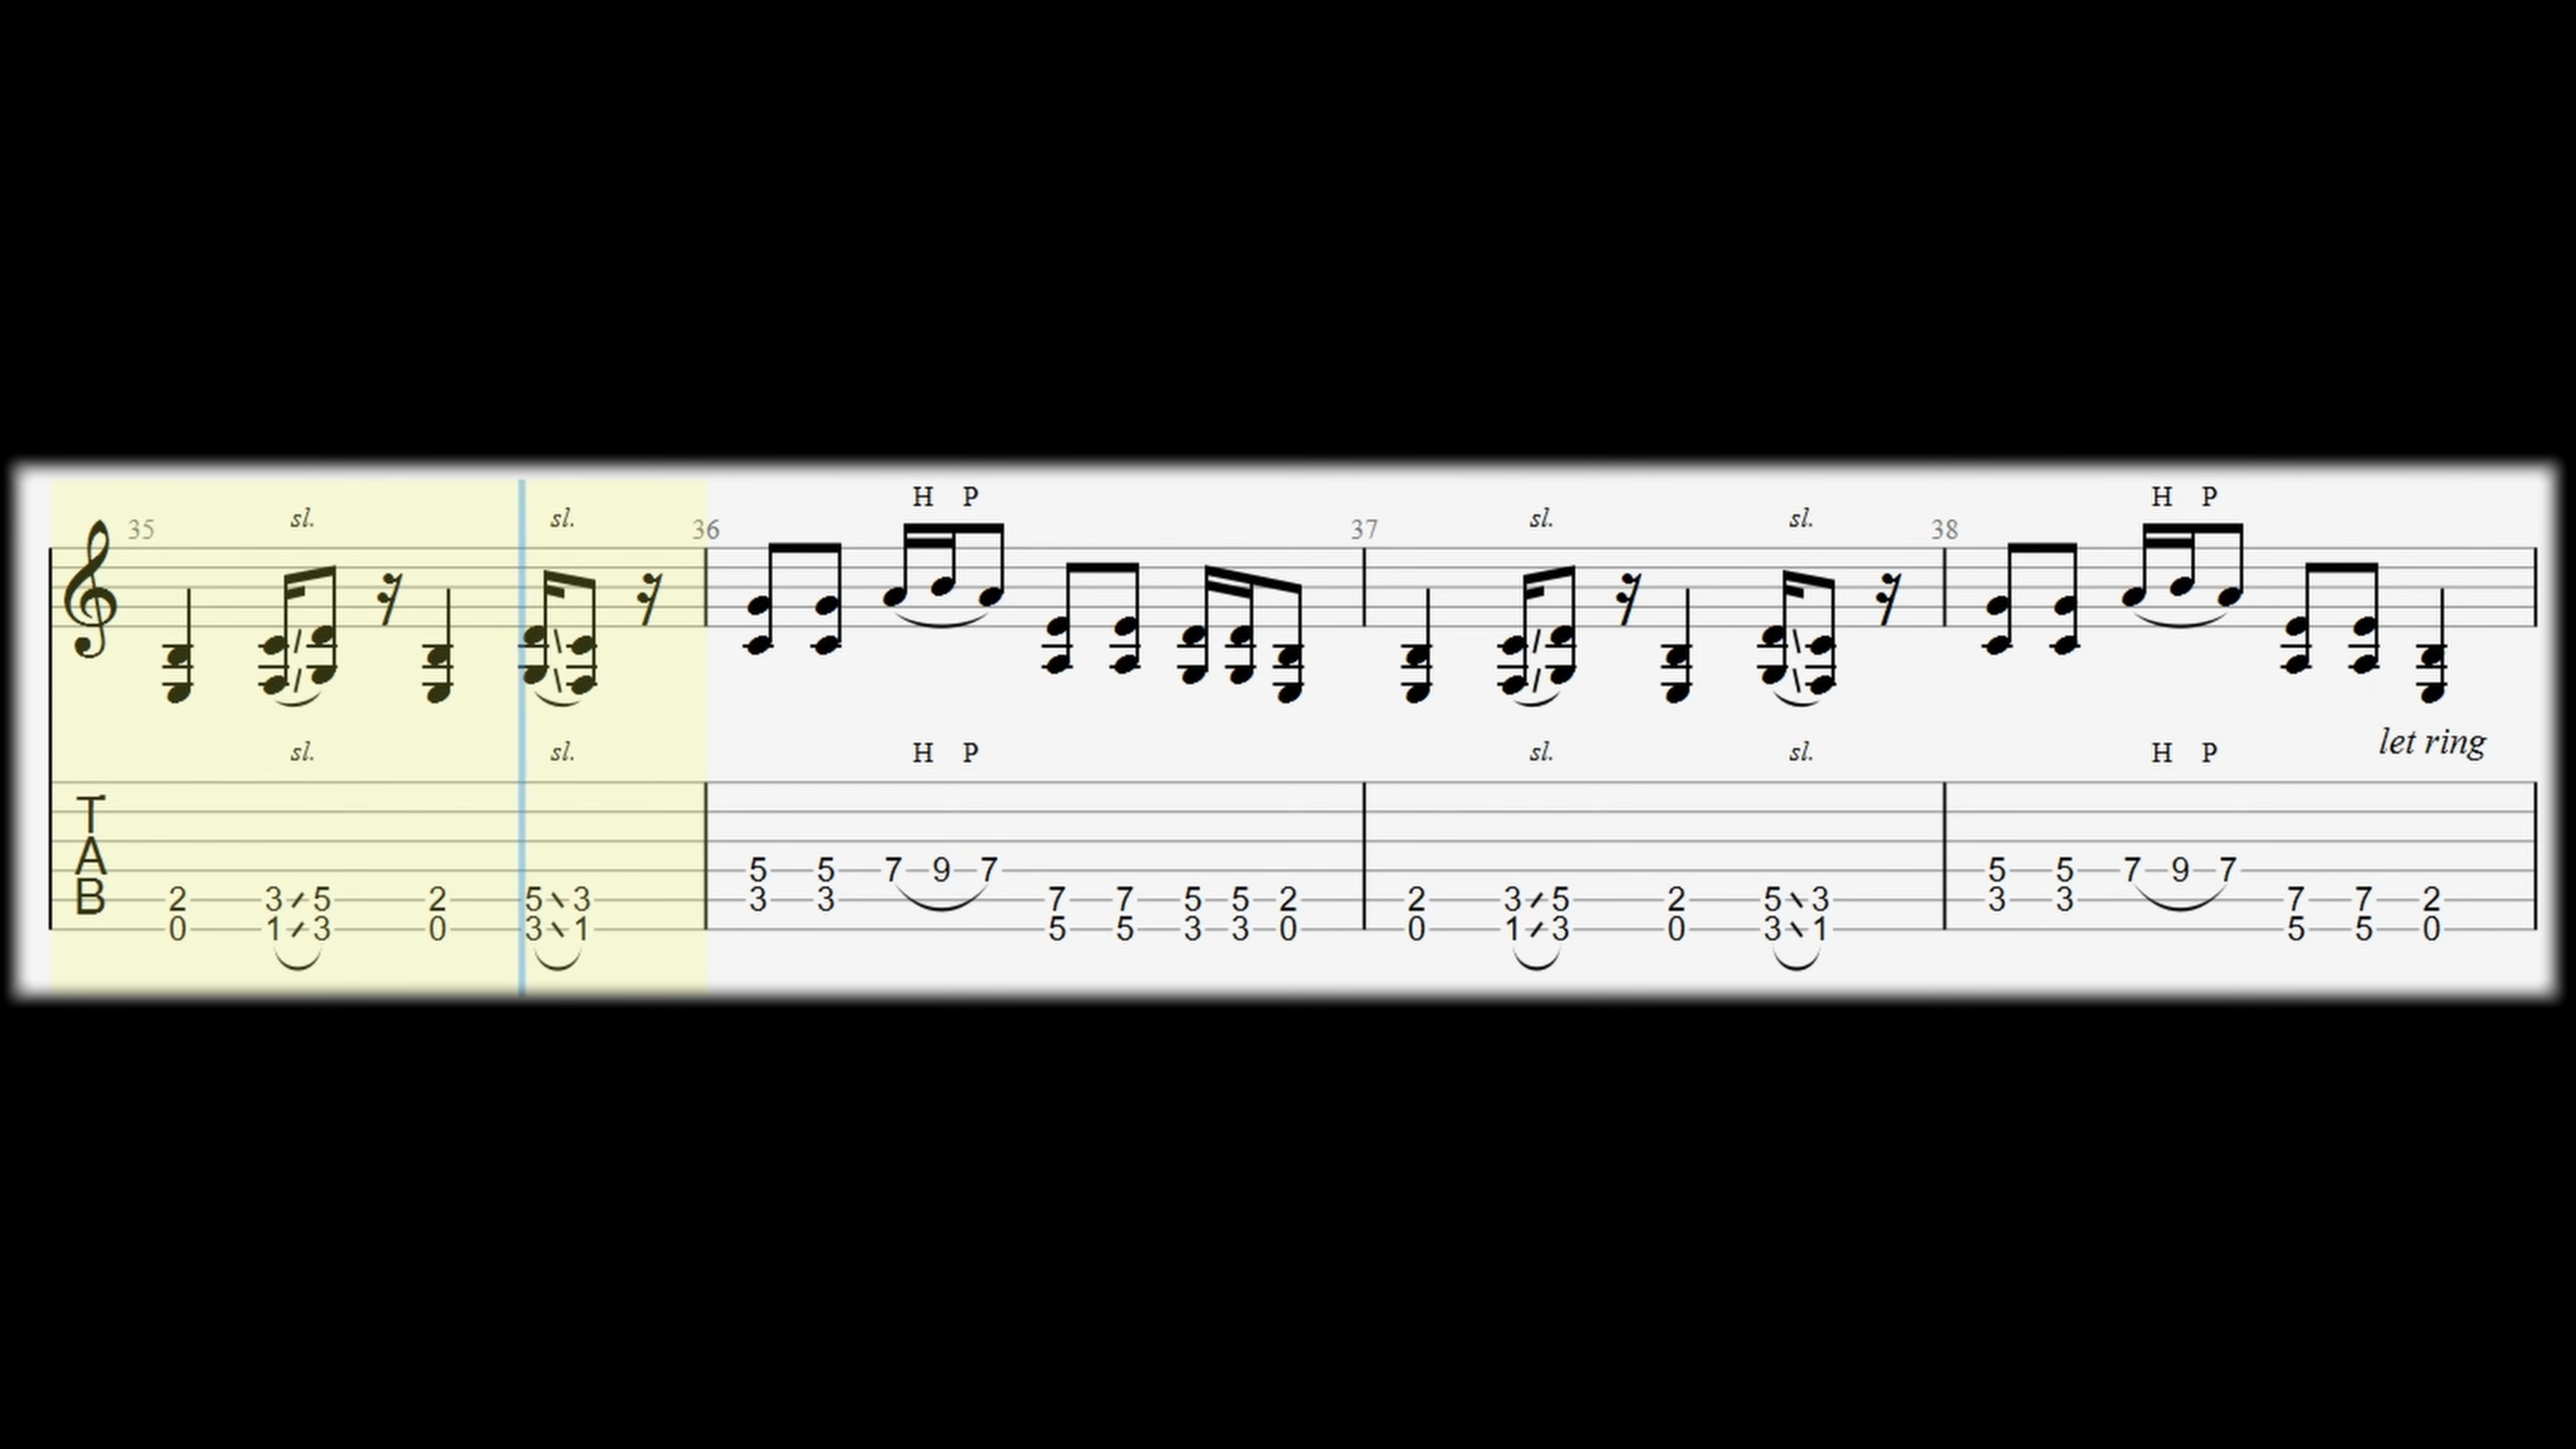 H P H P
35 sl. sl. 36 37 sl. sl. 38
let ring
sl. sl. H P sl. sl. H P
T
A
5 5 7 9 7 5 5 7 9 7
B 2 3 5 2 5 3 3 3 7 7 5 5 2 2 3 5 2 5 3 3 3 7 7 2
0 1 3 0 3 1 5 5 3 3 0 0 1 3 0 3 1 5 5 0